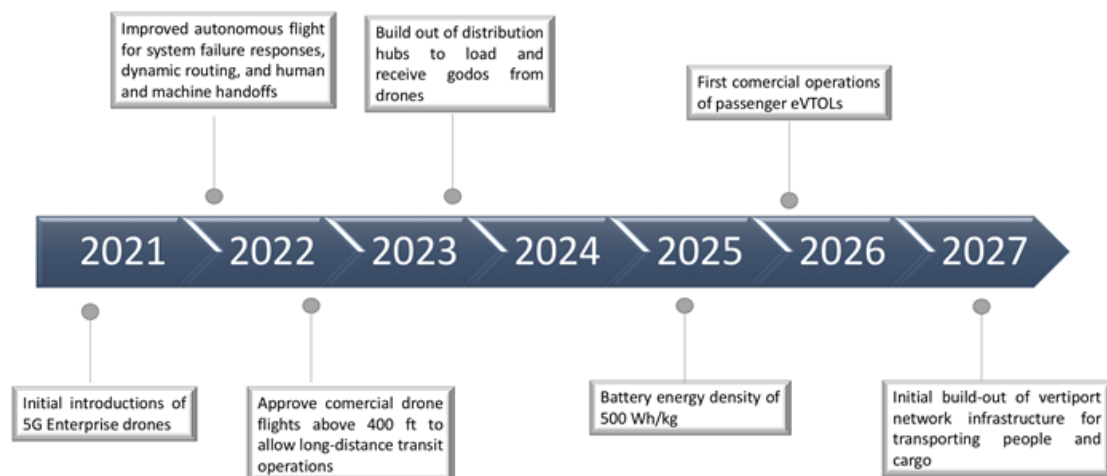 Improved autonomous flight
for system failure responses,
dynamic routing, and human
and machine handoffs
Build out of distribution
hubs to load and
receive godos from
drones
First comercial operations
of passenger eVTOLs
2021 2022 2023 2024 2025 2026 2027
Initial introductions of
5G Enterprise drones
Approve comercial drone
flights above 400 ft to
allow long-distance transit
operations
Battery energy density of
500 Wh/kg
Initial build-out of vertiport
network infrastructure for
transporting people and
cargo